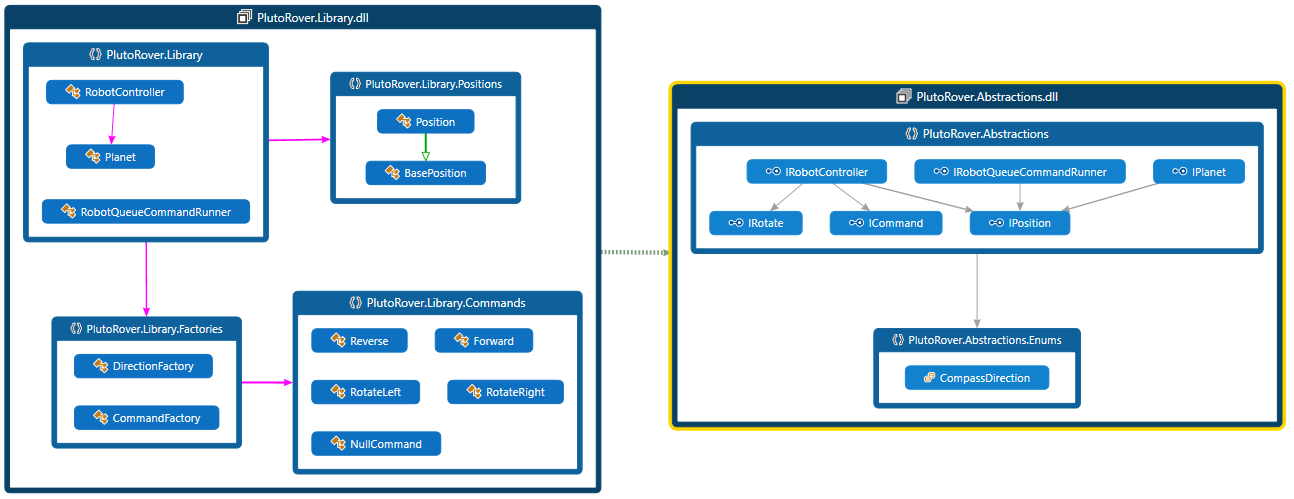 PlutoRover.Library.dll
PlutoRover.Library
RobotController
Planet
RobotQueueCommandRunner
PlutoRover.Library.Positions
Position
BasePosition
PlutoRover.Library.Factories
DirectionFactory
CommandFactory
PlutoRover.Library.Commands
Reverse
Forward
RotateLeft
RotateRight
NullCommand
PlutoRover.Abstractions.dll
PlutoRover.Abstractions
IRobotController
IRobotQueueCommandRunner
IPlanet
IRotate
ICommand
IPosition
PlutoRover.Abstractions.Enums
CompassDirection